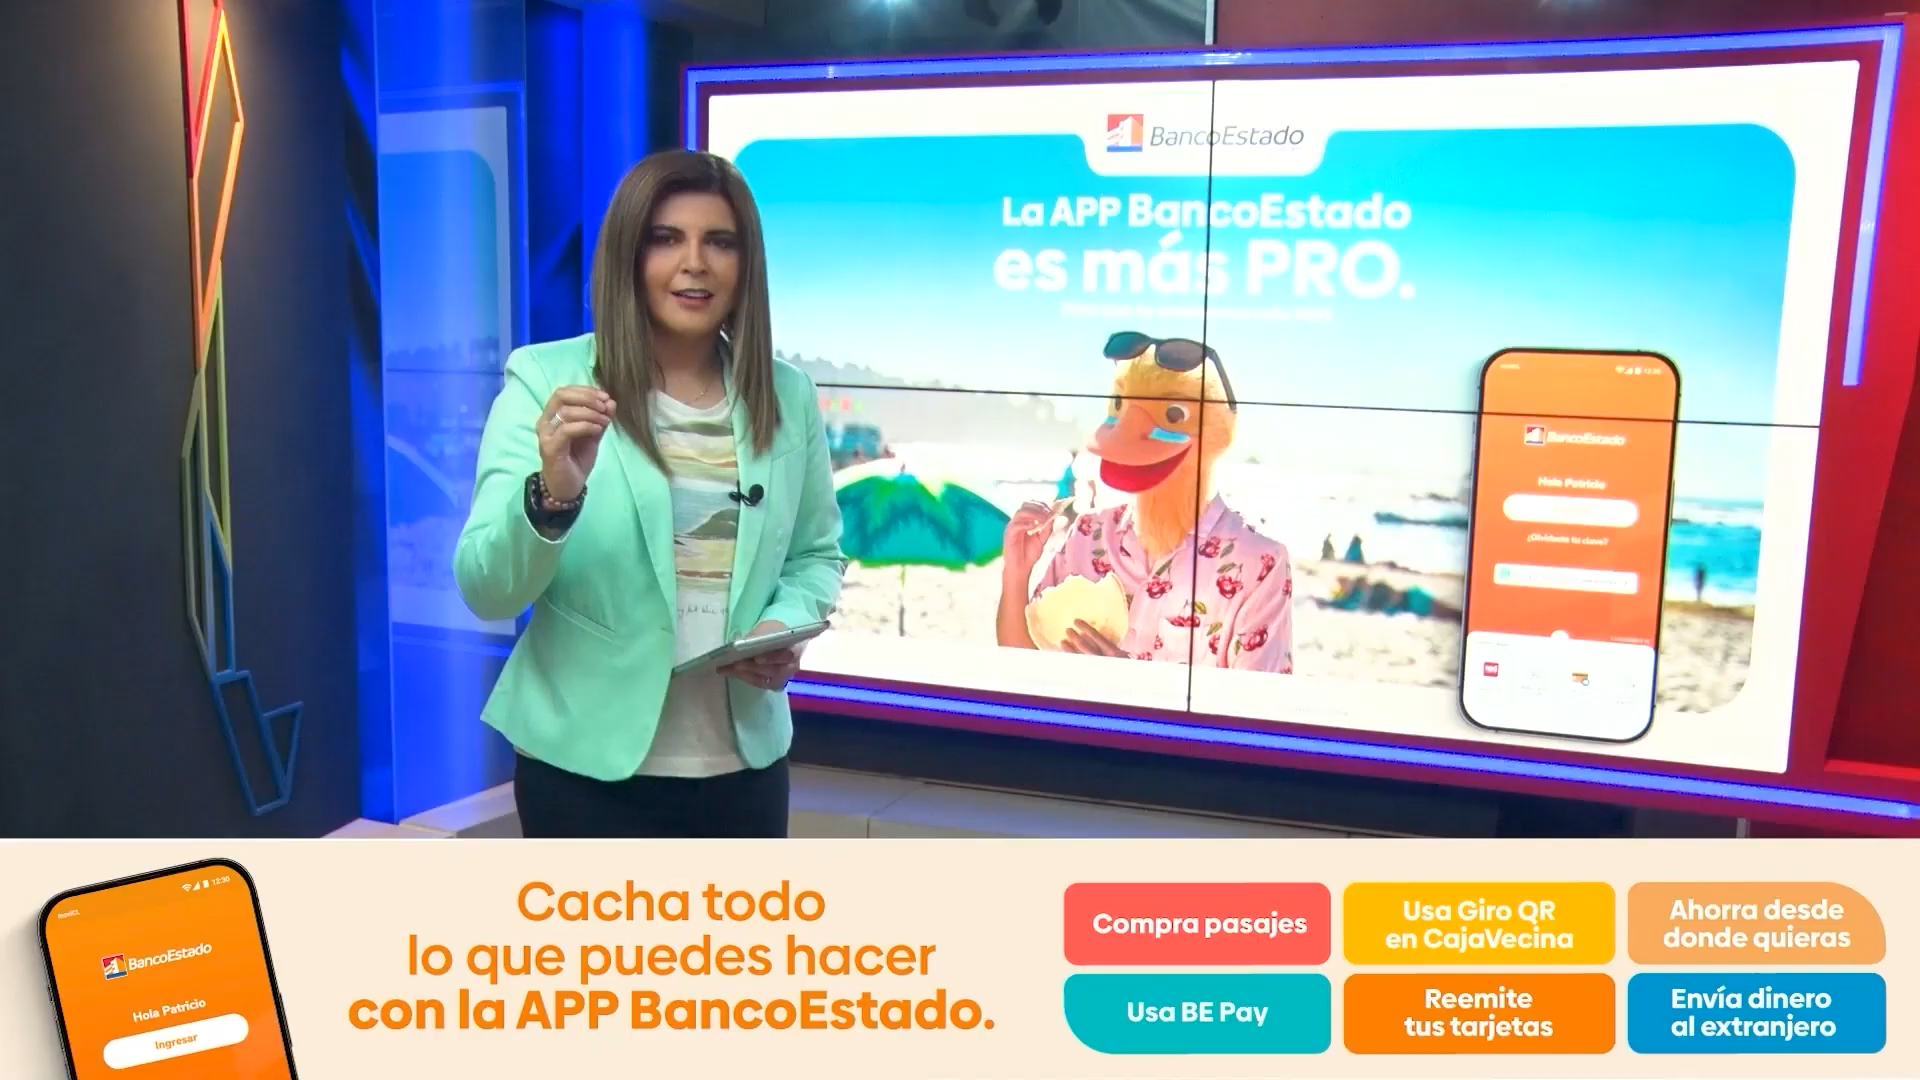 BancoEstado
La APP BancoEstado
es más PRO.
BancoEstado
Hola Patricio
¿Olvidaste tu clave?
12:30
BancoEstado
Hola Patricio
Ingresar
Cacha todo
lo que puedes hacer
con la APP BancoEstado.
Compra pasajes
Usa Giro QR
en CajaVecina
Ahorra desde
donde quieras
Usa BE Pay
Reemite
tus tarjetas
Envía dinero
al extranjero